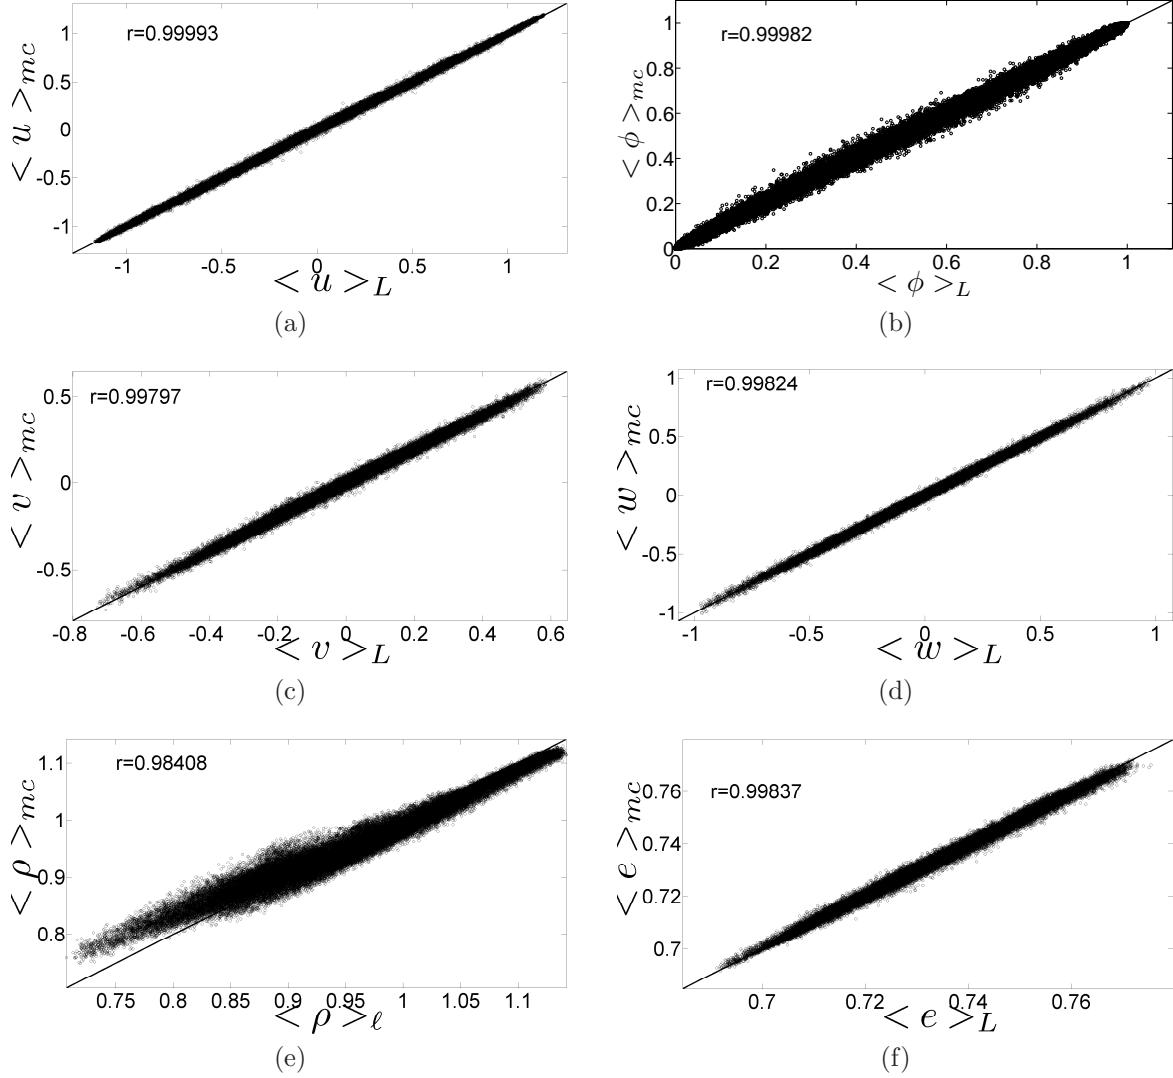 r=0.99993
< u >mc
1
0.5
0
-0.5
-1
-1 -0.5 0 0.5 1
< u >L
(a)
r=0.99982
< ϕ >mc
1
0.8
0.6
0.4
0.2
0
0 0.2 0.4 0.6 0.8 1
< ϕ >L
(b)
r=0.99797
< v >mc
0.5
0
-0.5
-0.8 -0.6 -0.4 -0.2 0 0.2 0.4 0.6
< v >L
(c)
r=0.99824
< w >mc
1
0.5
0
-0.5
-1
-1 -0.5 0 0.5 1
< w >L
(d)
r=0.98408
< ρ >mc
1.1
1
0.9
0.8
0.75 0.8 0.85 0.9 0.95 1 1.05 1.1
< ρ >ℓ
(e)
r=0.99837
< e >mc
0.76
0.74
0.72
0.7
0.7 0.72 0.74 0.76
< e >L
(f)